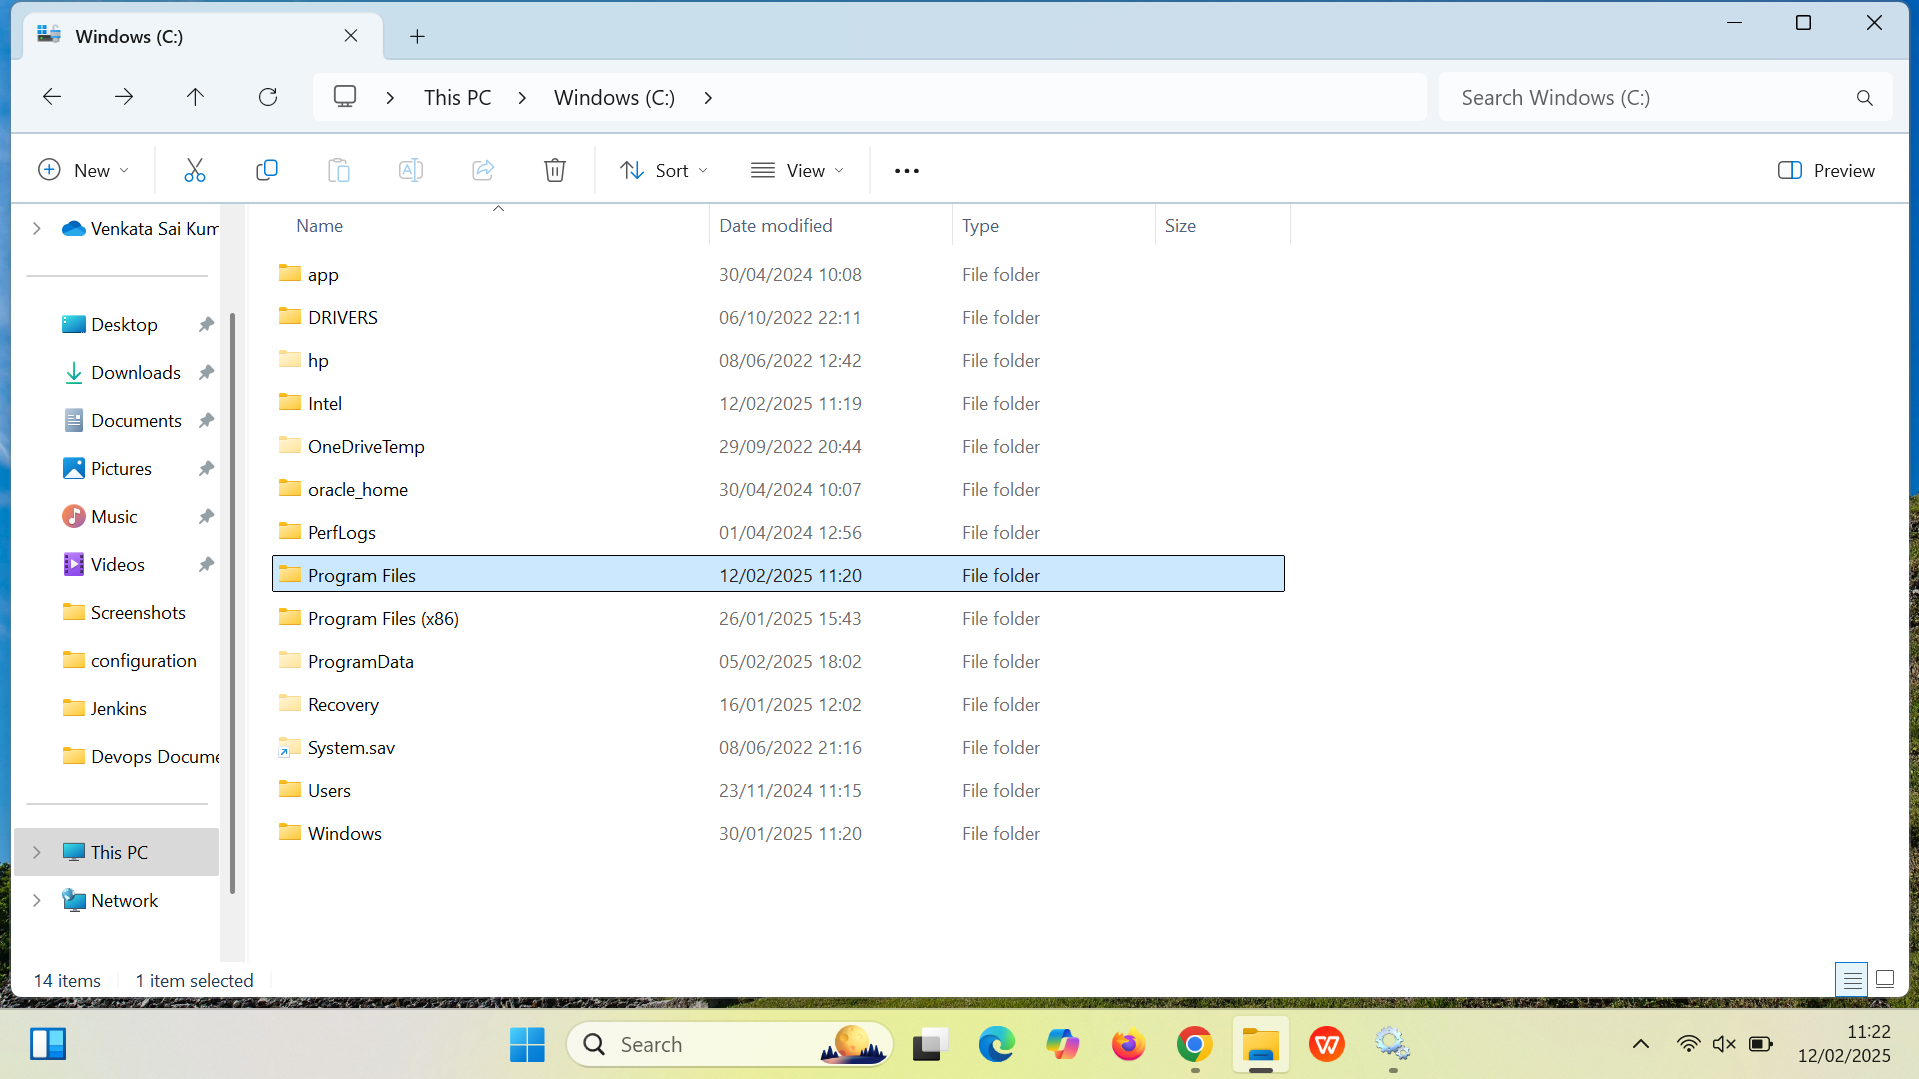 Windows (C:)
This PC
Windows (C:)
Search Windows (C:)
New
Sort
View
Preview
Venkata Sai Kum
Desktop
Downloads
Documents
Pictures
Music
Videos
Screenshots
configuration
Jenkins
Devops Docume
This PC
Network
Name Date modified Type Size
app 30/04/2024 10:08 File folder
DRIVERS 06/10/2022 22:11 File folder
hp 08/06/2022 12:42 File folder
Intel 12/02/2025 11:19 File folder
OneDriveTemp 29/09/2022 20:44 File folder
oracle_home 30/04/2024 10:07 File folder
PerfLogs 01/04/2024 12:56 File folder
Program Files 12/02/2025 11:20 File folder
Program Files (x86) 26/01/2025 15:43 File folder
ProgramData 05/02/2025 18:02 File folder
Recovery 16/01/2025 12:02 File folder
System.sav 08/06/2022 21:16 File folder
Users 23/11/2024 11:15 File folder
Windows 30/01/2025 11:20 File folder
14 items 1 item selected
Search
11:22
12/02/2025